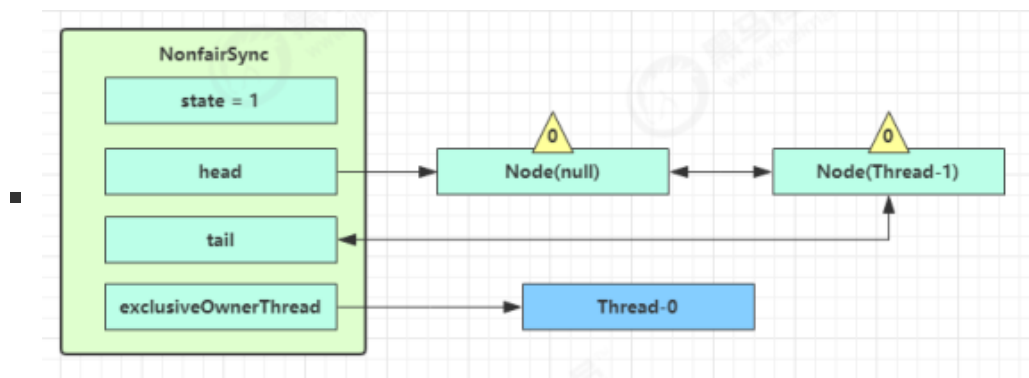 NonfairSync
state = 1
0
0
head
Node(null)
Node(Thread-1)
tail
exclusiveOwnerThread
Thread-0